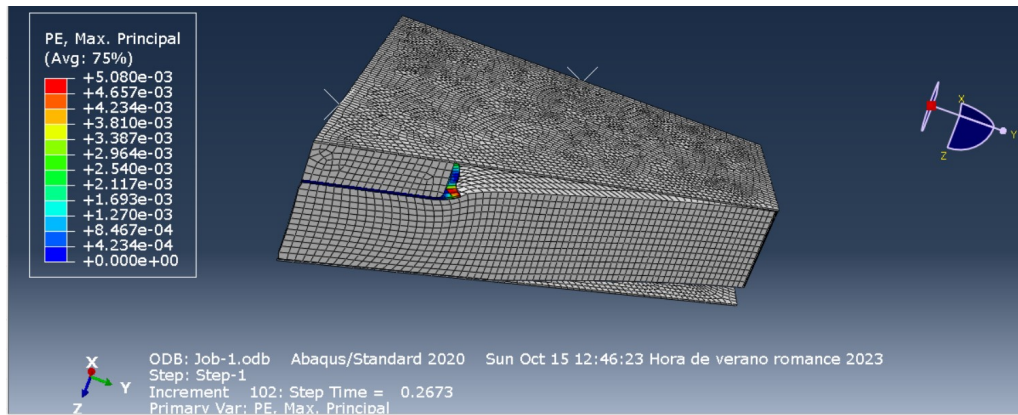 PE, Max. Principal
(Avg: 75%)
+5.080e-03
+4.657e-03
+4.234e-03
+3.810e-03
+3.387e-03
+2.964e-03
+2.540e-03
+2.117e-03
+1.693e-03
+1.270e-03
+8.467e-04
+4.234e-04
+0.000e+00
X
Y
Z
X
Y
Z
ODB: Job-1.odb Abaqus/Standard 2020 Sun Oct 15 12:46:23 Hora de verano romance 2023
Step: Step-1
Increment 102: Step Time = 0.2673
Primary Var: PE, Max. Principal